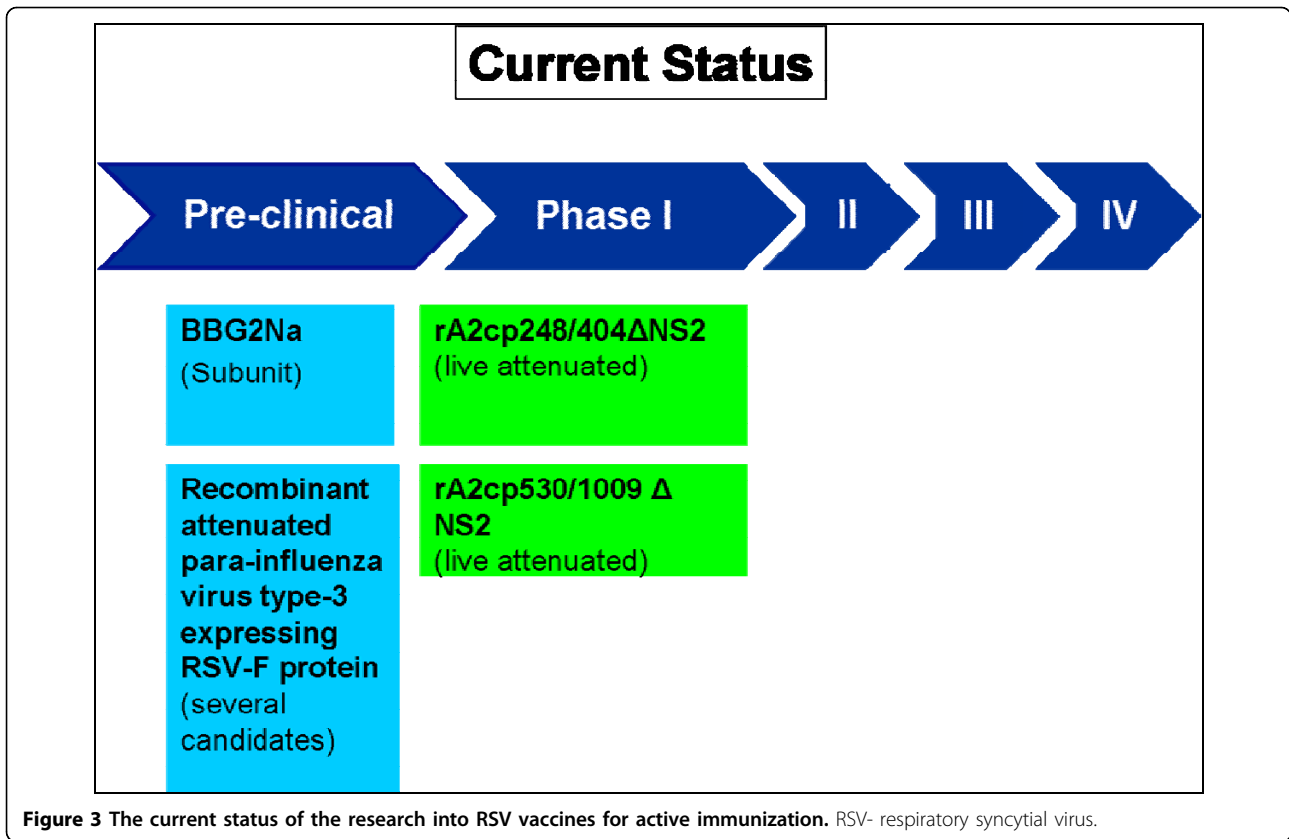 Current Status
Pre-clinical
Phase I
II
III
IV
BBG2Na
(Subunit)
rA2cp248/404ΔNS2
(live attenuated)
Recombinant
attenuated
para-influenza
virus type-3
expressing
RSV-F protein
(several
candidates)
rA2cp530/1009 Δ
NS2
(live attenuated)
Figure 3 The current status of the research into RSV vaccines for active immunization. RSV- respiratory syncytial virus.